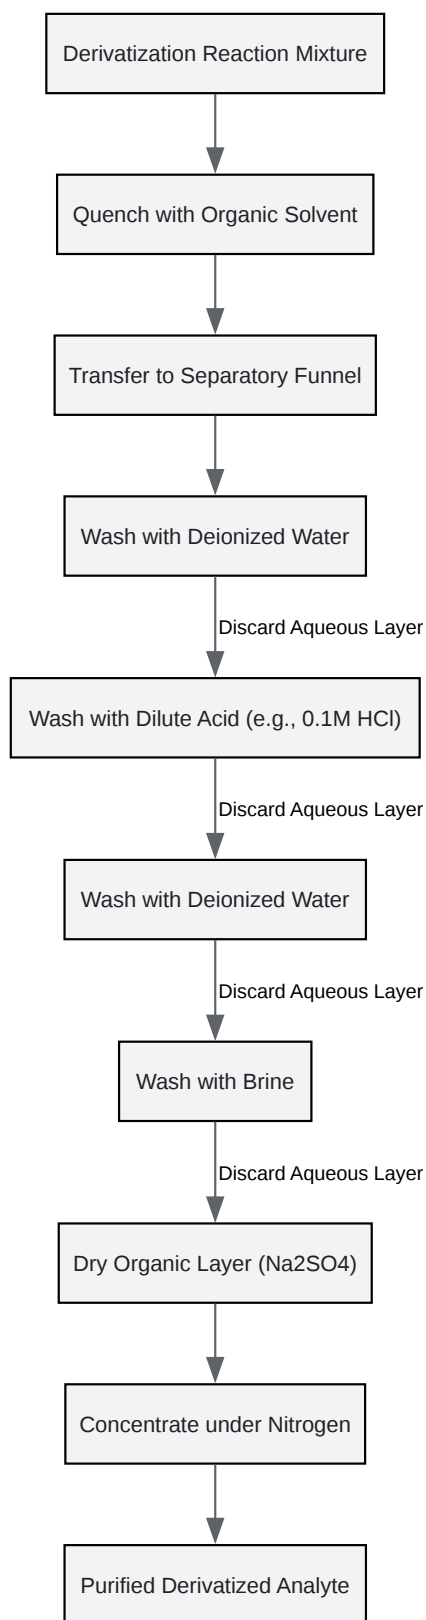 Derivatization Reaction Mixture
Quench with Organic Solvent
Transfer to Separatory Funnel
Wash with Deionized Water
Discard Aqueous Layer
Wash with Dilute Acid (e.g., 0.1M HCl)
Discard Aqueous Layer
Wash with Deionized Water
Discard Aqueous Layer
Wash with Brine
Discard Aqueous Layer
Dry Organic Layer (Na2SO4)
Concentrate under Nitrogen
Purified Derivatized Analyte